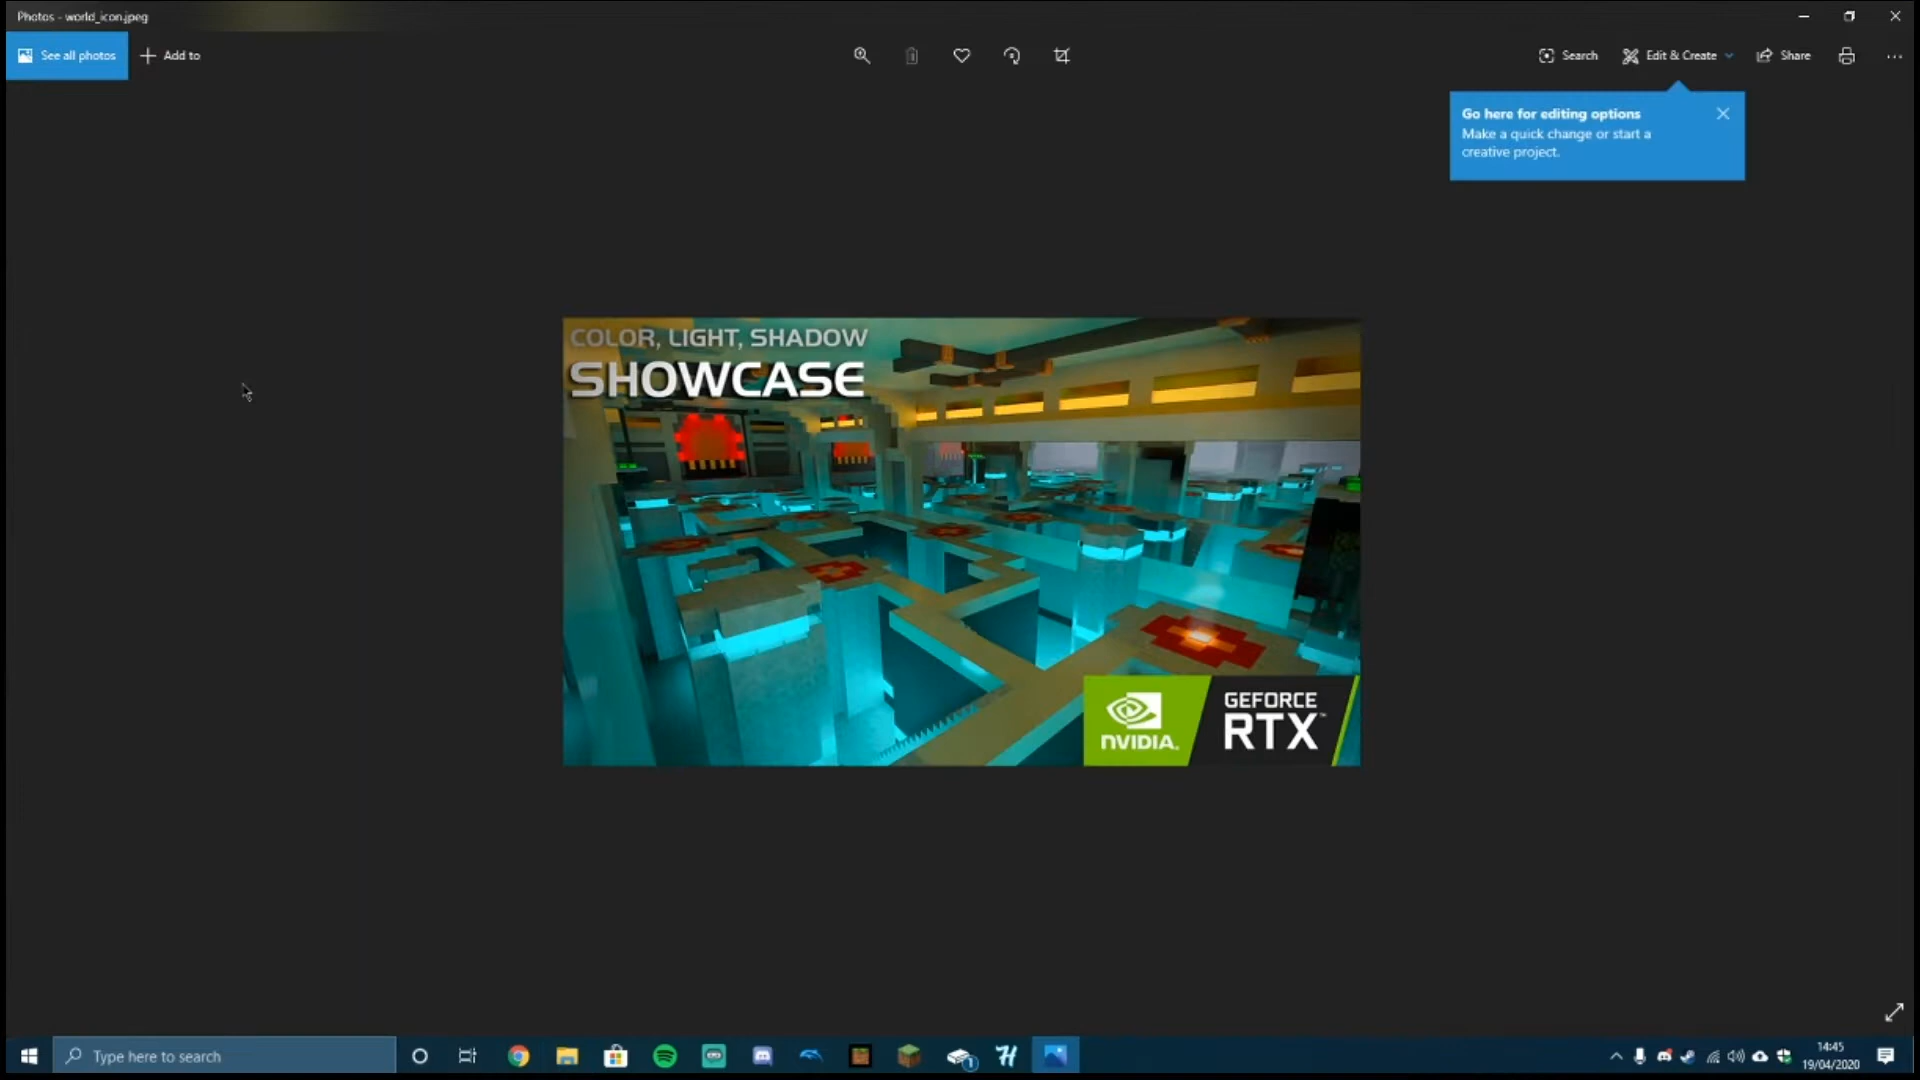 Photos - world_icon.jpeg
See all photos
Add to
Search
Edit & Create
Share
Go here for editing options
Make a quick change or start a
creative project.
COLOR, LIGHT, SHADOW
SHOWCASE
NVIDIA.
GEFORCE
RTX™
Type here to search
1
14:45
19/04/2020